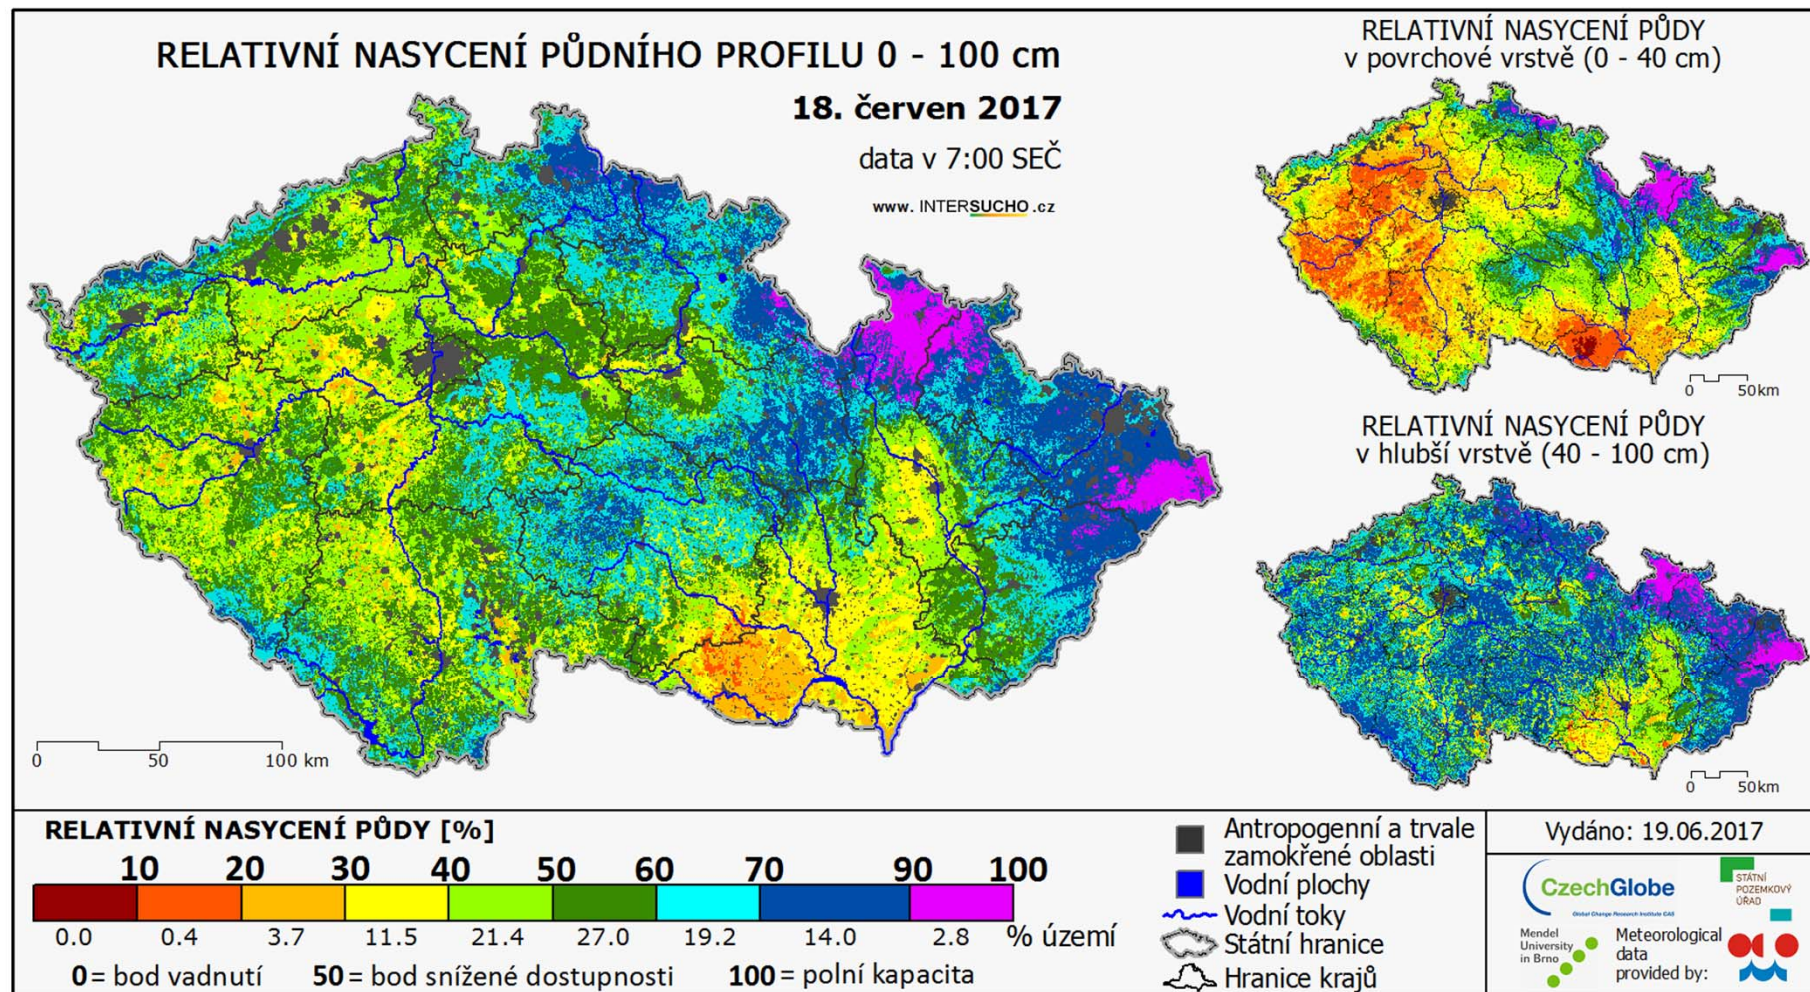 RELATIVNÍ NASYCENÍ PŮDNÍHO PROFILU 0 - 100 cm
18. červen 2017
data v 7:00 SEČ
www. INTERSUCHO .cz
0 50 100 km
RELATIVNÍ NASYCENÍ PŮDY
v povrchové vrstvě (0 - 40 cm)
0 50km
RELATIVNÍ NASYCENÍ PŮDY
v hlubší vrstvě (40 - 100 cm)
0 50km
RELATIVNÍ NASYCENÍ PŮDY [%]
10 20 30 40 50 60 70 90 100
0.0 0.4 3.7 11.5 21.4 27.0 19.2 14.0 2.8 % území
0 = bod vadnutí 50 = bod snížené dostupnosti 100 = polní kapacita
Antropogenní a trvale
zamokřené oblasti
Vodní plochy
Vodní toky
Státní hranice
Hranice krajů
Vydáno: 19.06.2017
CzechGlobe
Global Change Research Institute CAS
STÁTNÍ
POZEMKOVÝ
ÚŘAD
Mendel
University
in Brno
Meteorological
data
provided by: